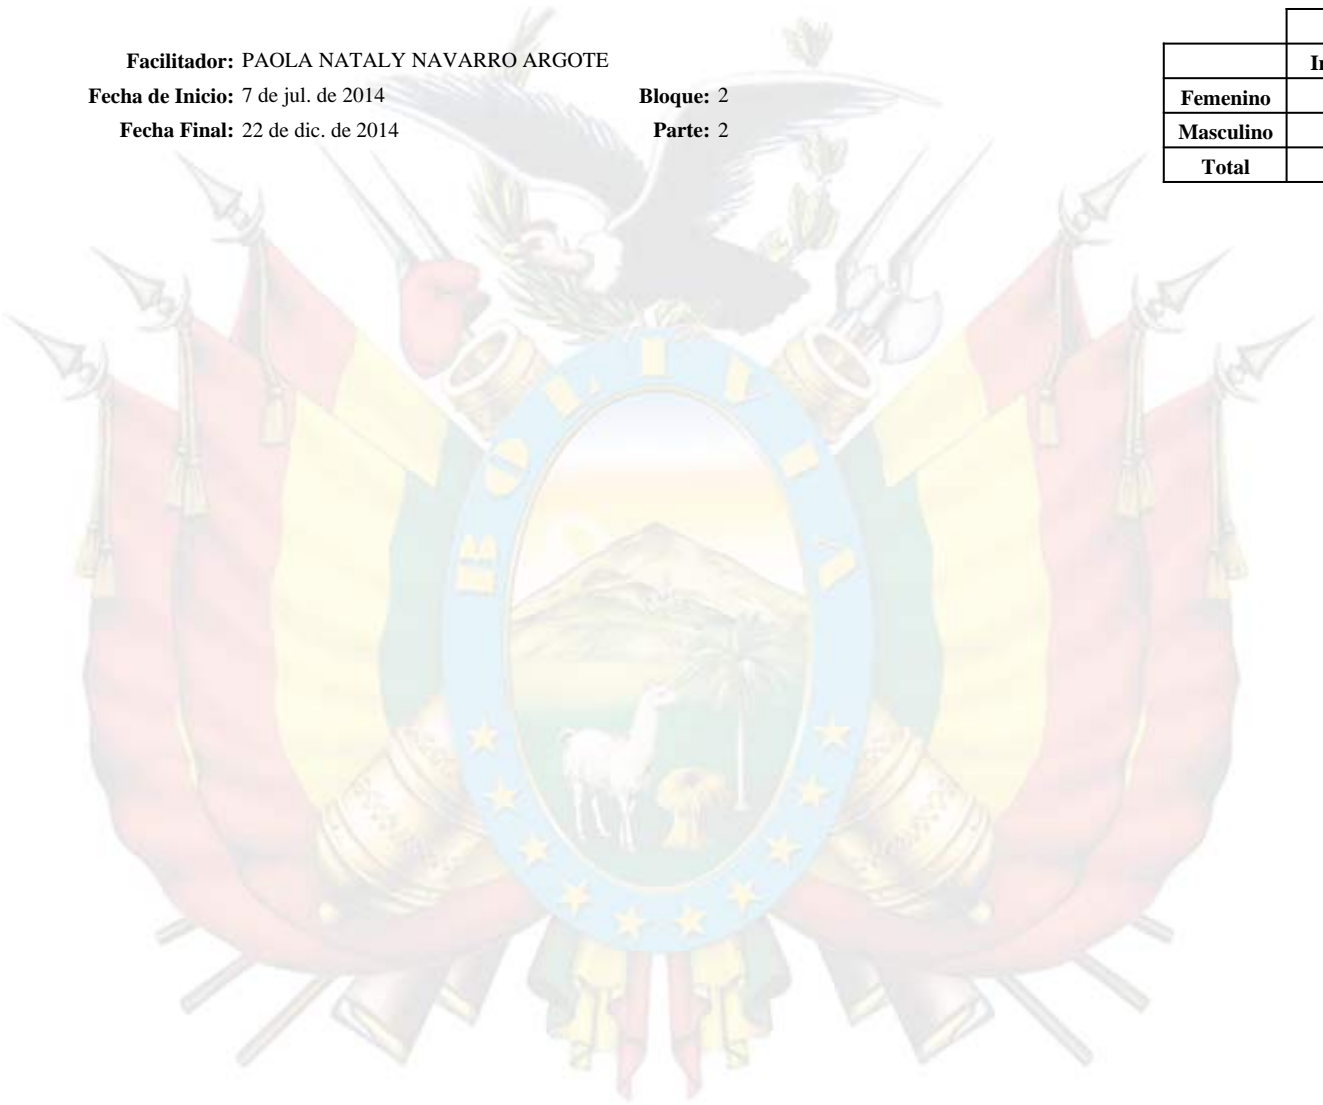 Facilitador: PAOLA NATALY NAVARRO ARGOTE
Fecha de Inicio: 7 de jul. de 2014 Bloque: 2
Fecha Final: 22 de dic. de 2014 Parte: 2
Femenino
Masculino
Total
BOLIVIA